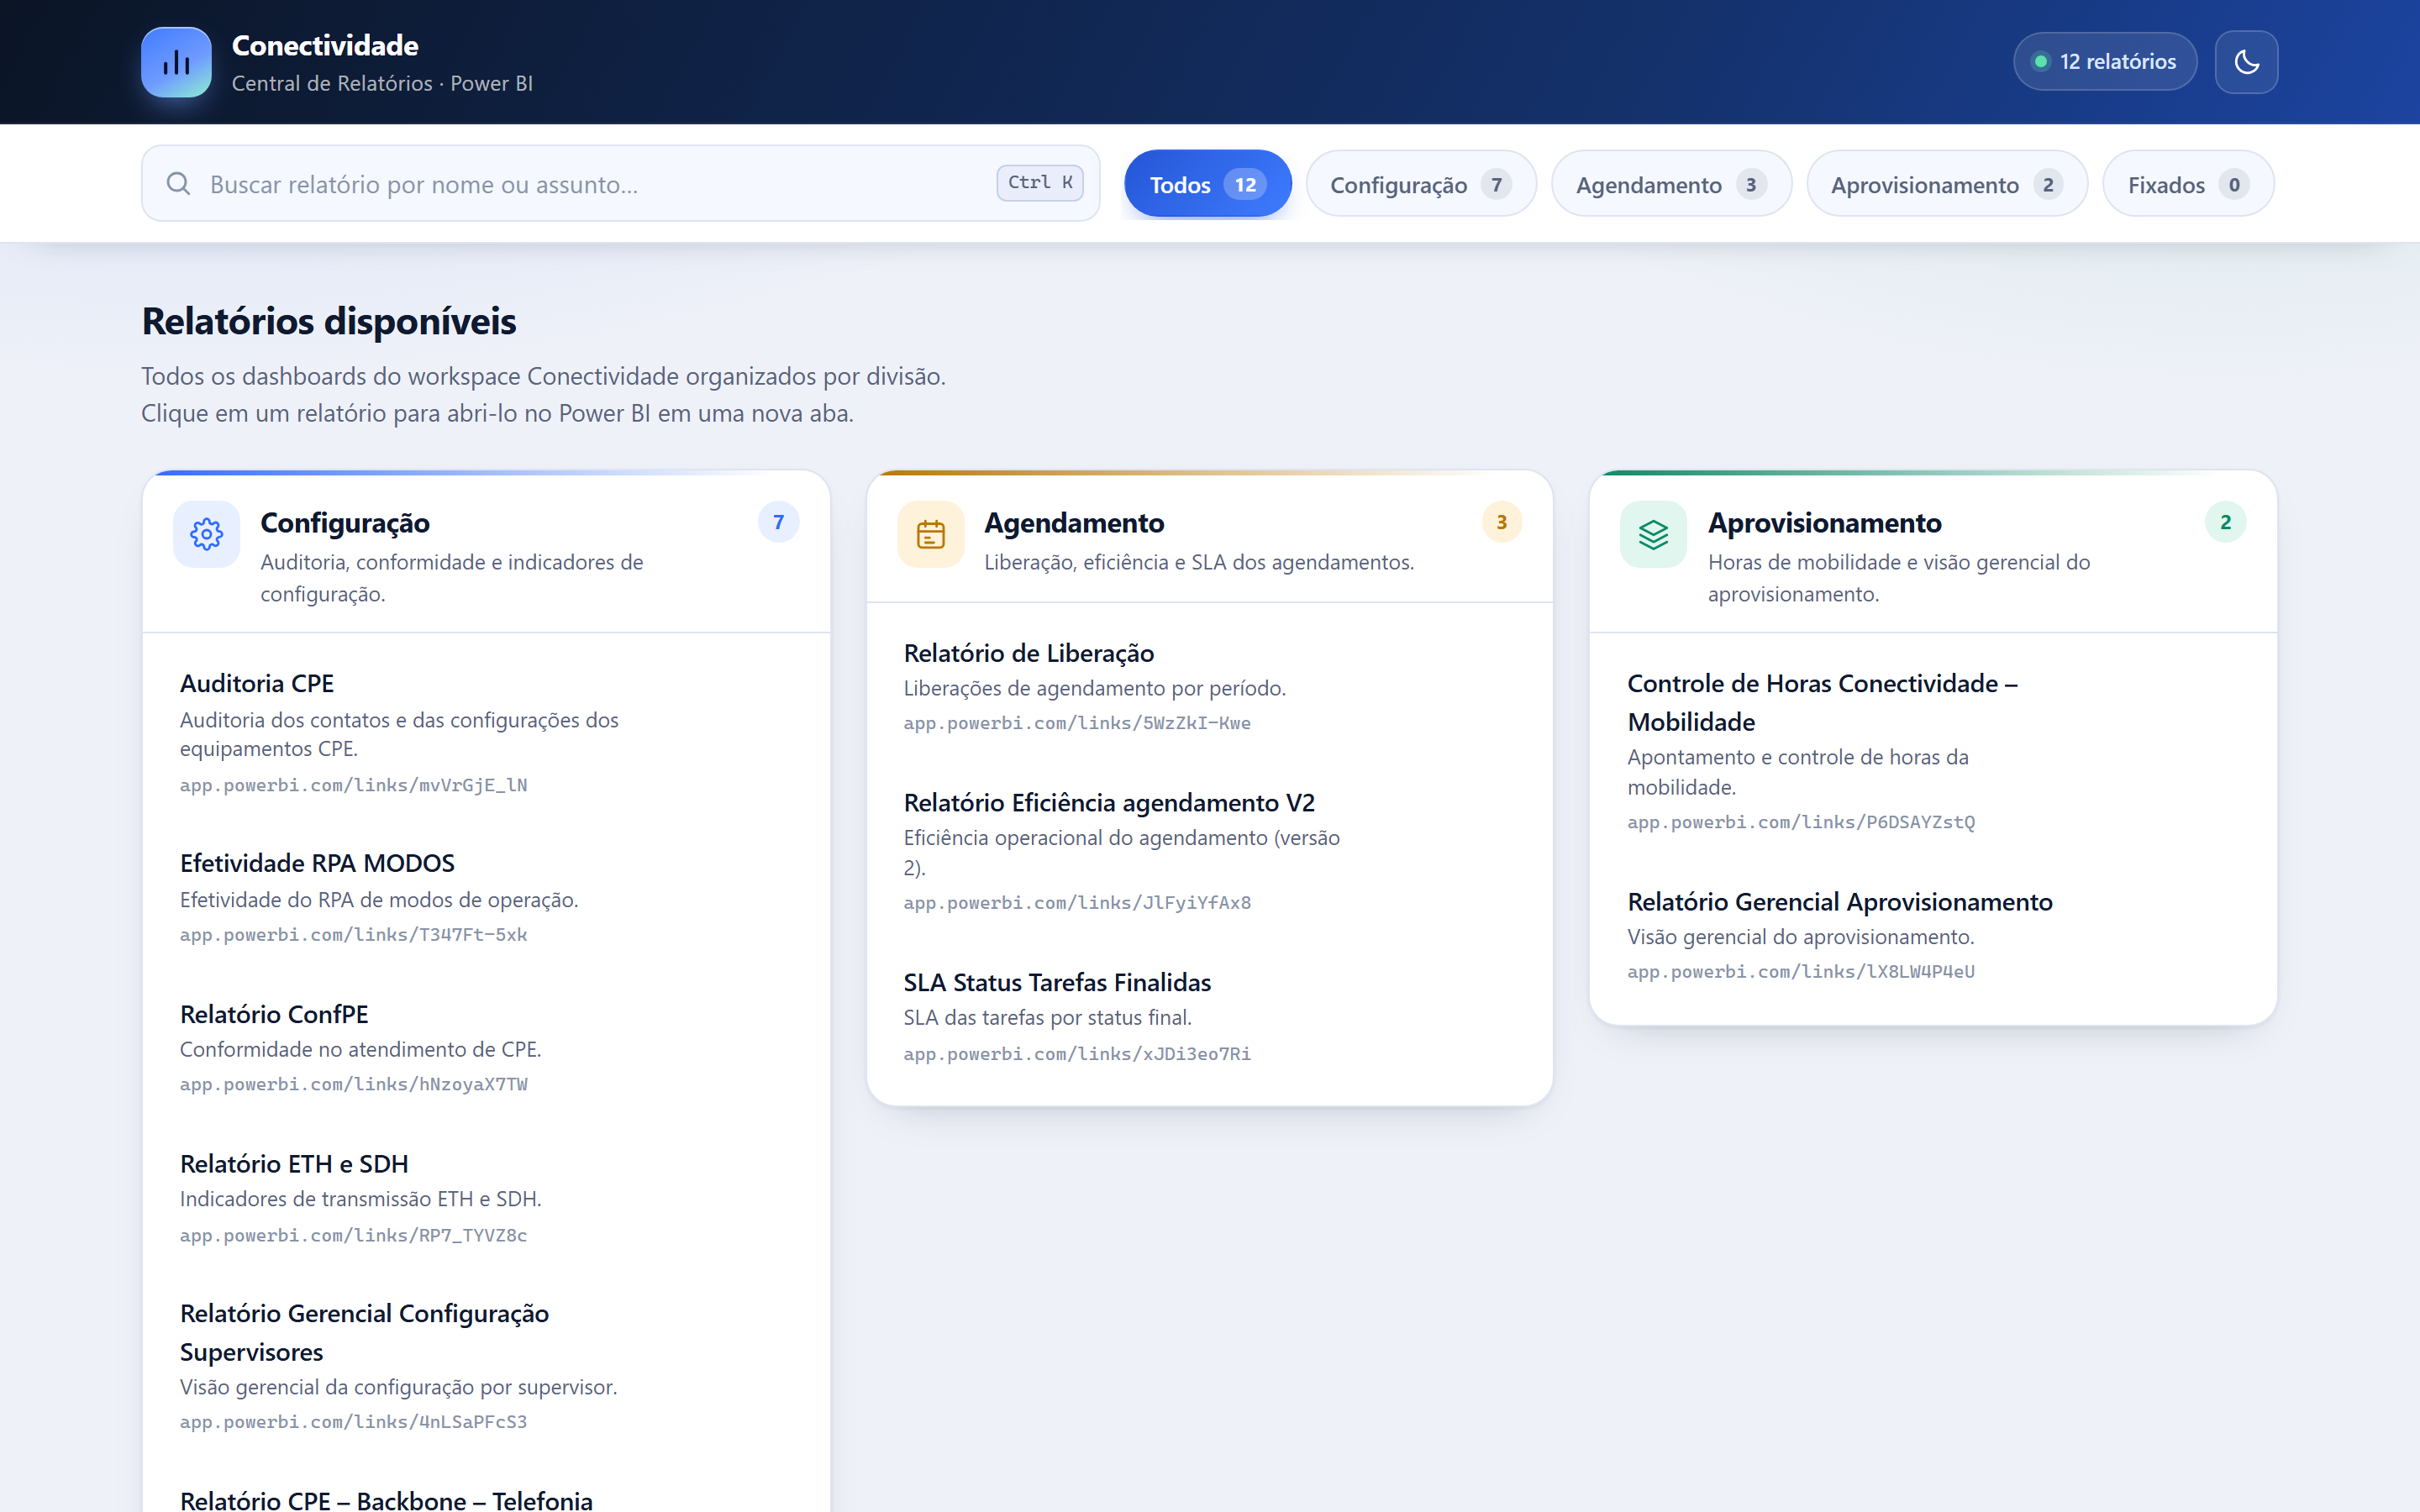 Conectividade
Central de Relatórios · Power BI
12 relatórios
Buscar relatório por nome ou assunto...
Ctrl K
Todos 12
Configuração 7
Agendamento 3
Aprovisionamento 2
Fixados 0
Relatórios disponíveis
Todos os dashboards do workspace Conectividade organizados por divisão.
Clique em um relatório para abri-lo no Power BI em uma nova aba.
Configuração
7
Auditoria, conformidade e indicadores de
configuração.
Auditoria CPE
Auditoria dos contatos e das configurações dos
equipamentos CPE.
app.powerbi.com/links/mvVrGjE_lN
Efetividade RPA MODOS
Efetividade do RPA de modos de operação.
app.powerbi.com/links/T347Ft-5xk
Relatório ConfPE
Conformidade no atendimento de CPE.
app.powerbi.com/links/hNzoyaX7TW
Relatório ETH e SDH
Indicadores de transmissão ETH e SDH.
app.powerbi.com/links/RP7_TYVZ8c
Relatório Gerencial Configuração
Supervisores
Visão gerencial da configuração por supervisor.
app.powerbi.com/links/4nLSaPFcS3
Relatório CPE – Backbone – Telefonia
Agendamento
3
Liberação, eficiência e SLA dos agendamentos.
Relatório de Liberação
Liberações de agendamento por período.
app.powerbi.com/links/5WzZkI-Kwe
Relatório Eficiência agendamento V2
Eficiência operacional do agendamento (versão
2).
app.powerbi.com/links/JlFyiYfAx8
SLA Status Tarefas Finalidas
SLA das tarefas por status final.
app.powerbi.com/links/xJDi3eo7Ri
Aprovisionamento
2
Horas de mobilidade e visão gerencial do
aprovisionamento.
Controle de Horas Conectividade –
Mobilidade
Apontamento e controle de horas da
mobilidade.
app.powerbi.com/links/P6DSAYZstQ
Relatório Gerencial Aprovisionamento
Visão gerencial do aprovisionamento.
app.powerbi.com/links/lX8LW4P4eU